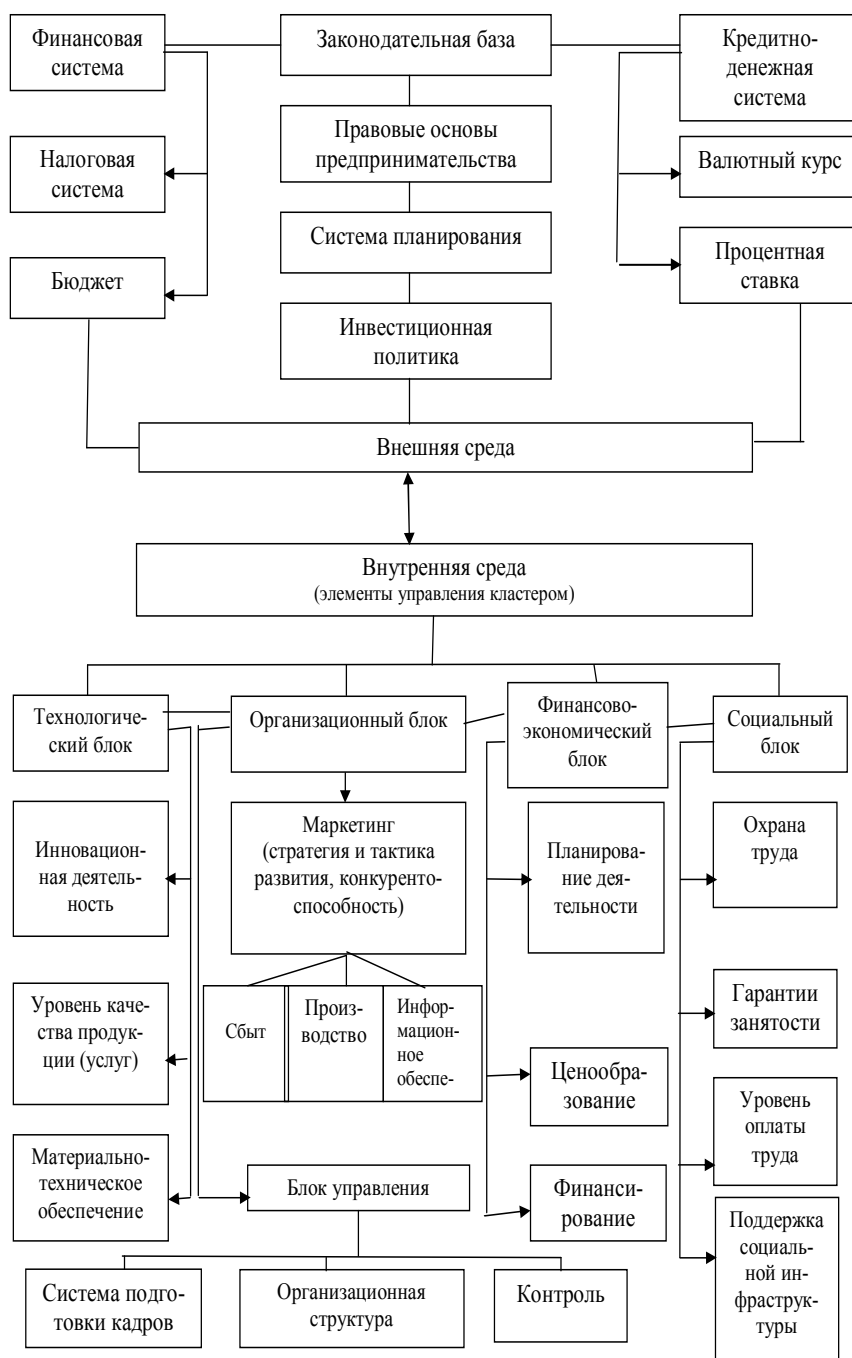 Финансовая
система
Законодательная база
Кредитно-
денежная
система
Правовые основы
предпринимательства
Налоговая
система
Валютный курс
Система планирования
Бюджет
Процентная
ставка
Инвестиционная
политика
Внешняя среда
Внутренняя среда
(элементы управления кластером)
Технологиче-
ский блок
Организационный блок
Финансово-
экономический
блок
Социальный
блок
Инновацион-
ная деятель-
ность
Маркетинг
(стратегия и тактика
развития, конкуренто-
способность)
Планирова-
ние дея-
тельности
Охрана
труда
Уровень каче-
ства продук-
ции (услуг)
Сбыт
Произ-
водство
Инфор-
мацион-
ное
обеспе-
Гарантии
занятости
Ценообра-
зование
Уровень
оплаты
труда
Материально-
техническое
обеспечение
Блок управления
Финанси-
рование
Поддержка
социаль-
ной ин-
фраструк-
туры
Система подго-
товки кадров
Организационная
структура
Контроль